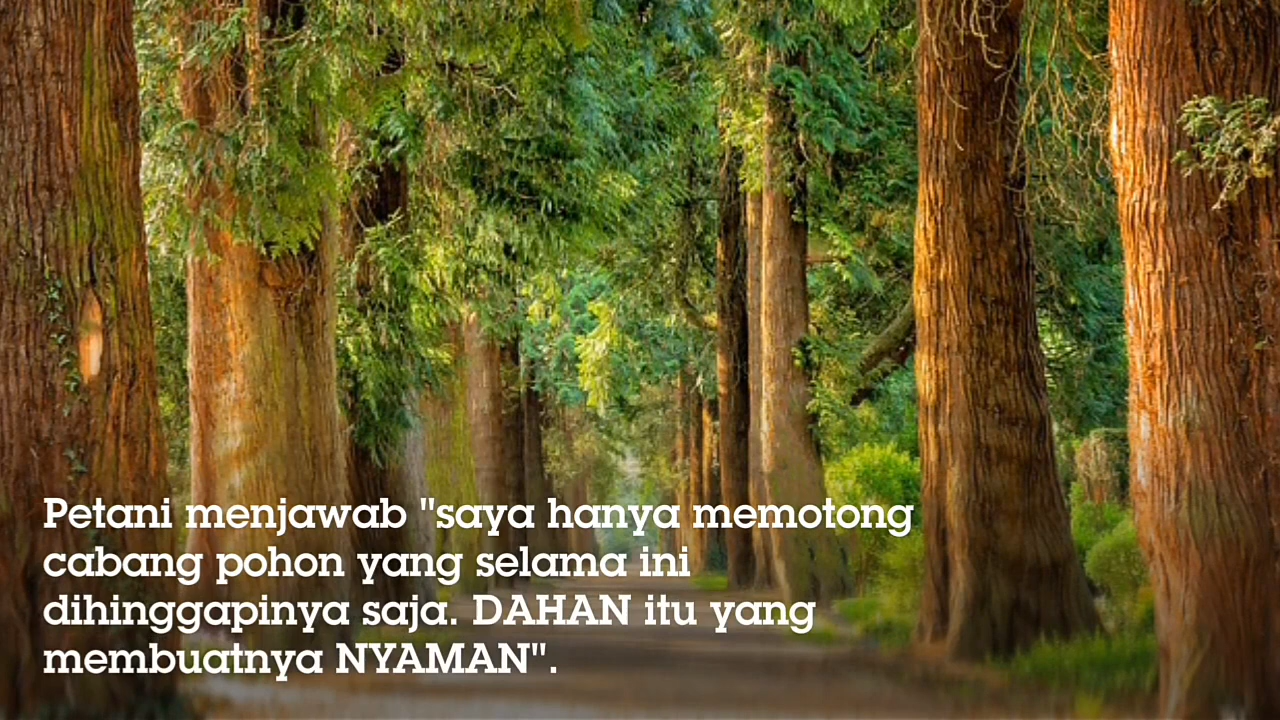 Petani menjawab "saya hanya memotong
cabang pohon yang selama ini
dihinggapinya saja. DAHAN itu yang
membuatnya NYAMAN".